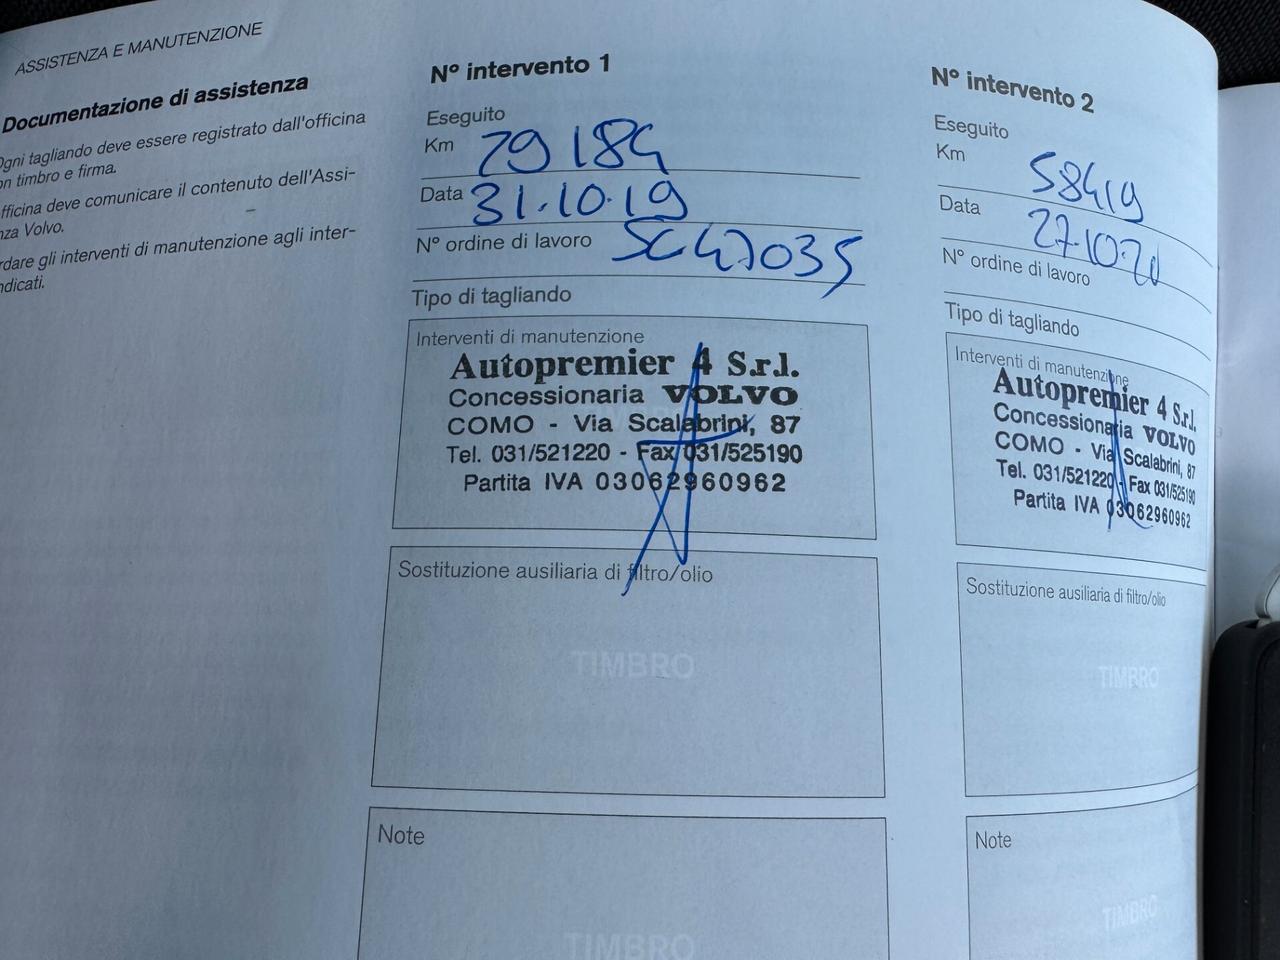 ASSISTENZA E MANUTENZIONE
Documentazione di assistenza
Ogni tagliando deve essere registrato dall'officina
on timbro e firma.
officina deve comunicare il contenuto dell'Assi-
nza Volvo.
rdare gli interventi di manutenzione agli inter-
ndicati.
N° intervento 1
Eseguito
Km 29184
Data 31.10.19
N° ordine di lavoro SC47035
Tipo di tagliando
Interventi di manutenzione
Autopremier 4 S.r.l.
Concessionaria VOLVO
COMO - Via Scalabrini, 87
Tel. 031/521220 - Fax 031/525190
Partita IVA 03062960962
Sostituzione ausiliaria di filtro/olio
TIMBRO
Note
TIMBRO
N° intervento 2
Eseguito
Km 58419
Data 27.10.20
N° ordine di lavoro
Tipo di tagliando
Interventi di manutenzione
Autopremier 4 S.r.l.
Concessionaria VOLVO
COMO - Via Scalabrini, 87
Tel. 031/521220 - Fax 031/525190
Partita IVA 03062960962
Sostituzione ausiliaria di filtro/olio
TIMBRO
Note
TIMBRO